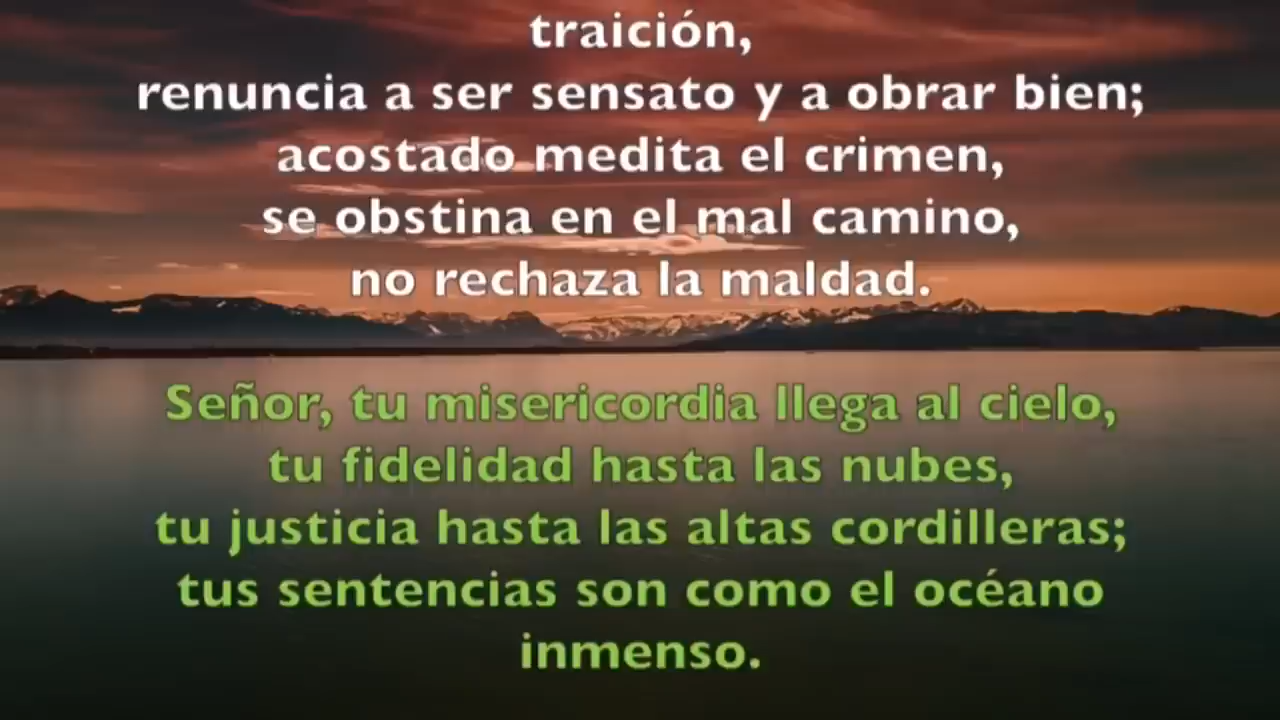 traición,
renuncia a ser sensato y a obrar bien;
acostado medita el crimen,
se obstina en el mal camino,
no rechaza la maldad.
Señor, tu misericordia llega al cielo,
tu fidelidad hasta las nubes,
tu justicia hasta las altas cordilleras;
tus sentencias son como el océano
inmenso.